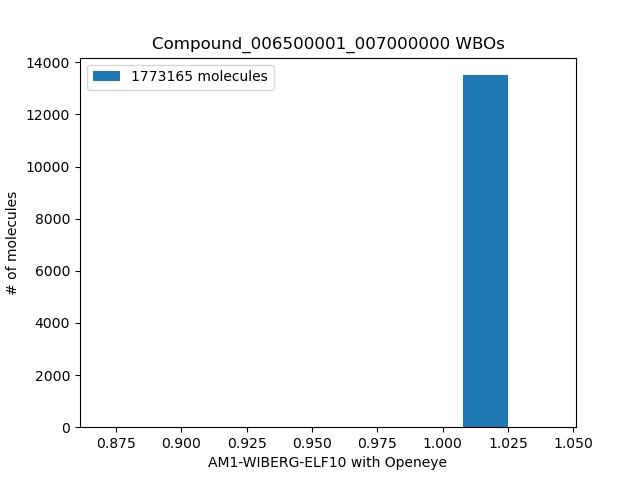 Compound_006500001_007000000 WBOs
1773165 molecules
14000
12000
10000
8000
6000
4000
2000
0
# of molecules
0.875 0.900 0.925 0.950 0.975 1.000 1.025 1.050
AM1-WIBERG-ELF10 with Openeye